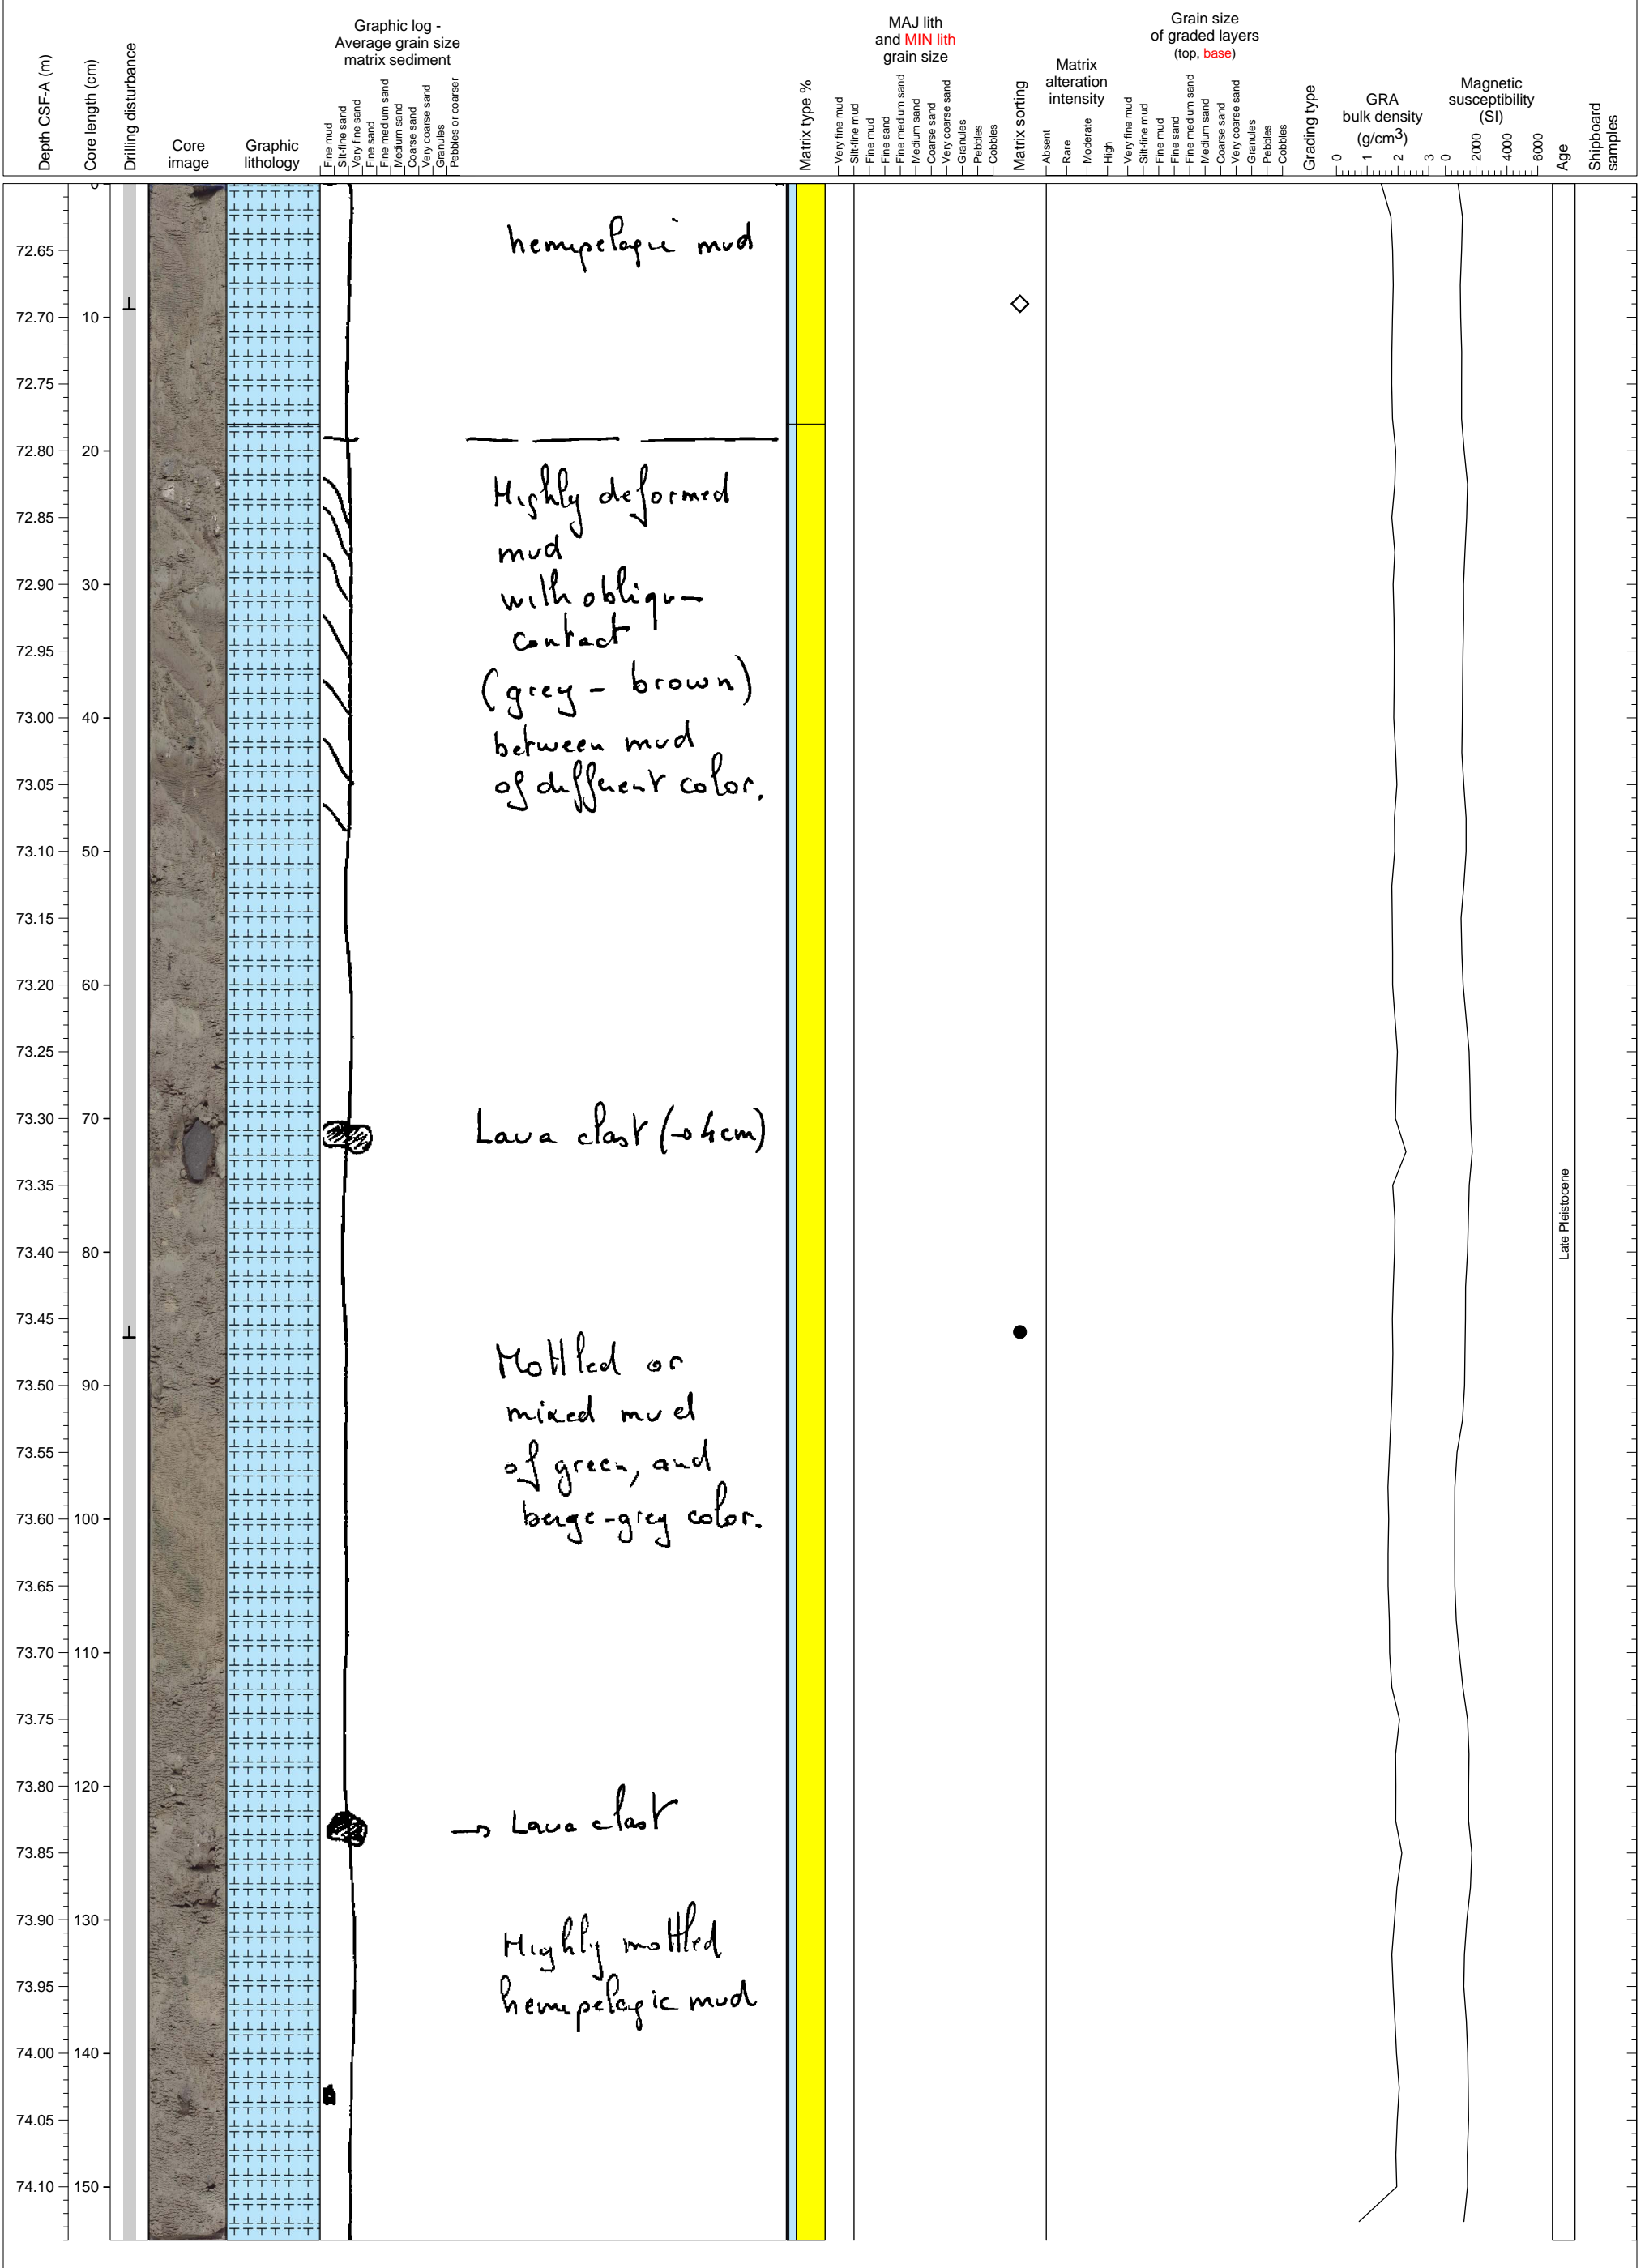 Graphic log -
Average grain size
matrix sediment
MAJ lith
and MIN lith
grain size
Grain size
of graded layers
(top, base)
Matrix
alteration
intensity
Depth CSF-A (m)
Core length (cm)
Drilling disturbance
Core
image
Graphic
lithology
Fine mud
Silt-fine sand
Very fine sand
Fine sand
Fine medium sand
Medium sand
Coarse sand
Very coarse sand
Granules
Pebbles or coarser
Matrix type %
Very fine mud
Silt-fine mud
Fine mud
Fine sand
Fine medium sand
Medium sand
Coarse sand
Very coarse sand
Granules
Pebbles
Cobbles
Matrix sorting
Absent
Rare
Moderate
High
Very fine mud
Silt-fine mud
Fine mud
Fine sand
Fine medium sand
Medium sand
Coarse sand
Very coarse sand
Granules
Pebbles
Cobbles
Grading type
GRA
bulk density
(g/cm3)
0 1 2 3
Magnetic
susceptibility
(SI)
0 2000 4000 6000
Age
Shipboard
samples
0
hemipelagic mud
72.65
72.70 10
72.75
72.80 20
Highly deformed
72.85
mud
72.90 30
with obliqu
contact
72.95
(grey - brown)
73.00 40
between mud
73.05
of different color.
73.10 50
73.15
73.20 60
73.25
73.30 70
Lava clast (→ 4cm)
73.35
Late Pleistocene
73.40 80
73.45
Mottled or
73.50 90
mixed mud
73.55
of green, and
73.60 100
beige-grey color.
73.65
73.70 110
73.75
73.80 120
→ Lava clast
73.85
73.90 130
Highly mottled
73.95
hemipelagic mud
74.00 140
74.05
74.10 150